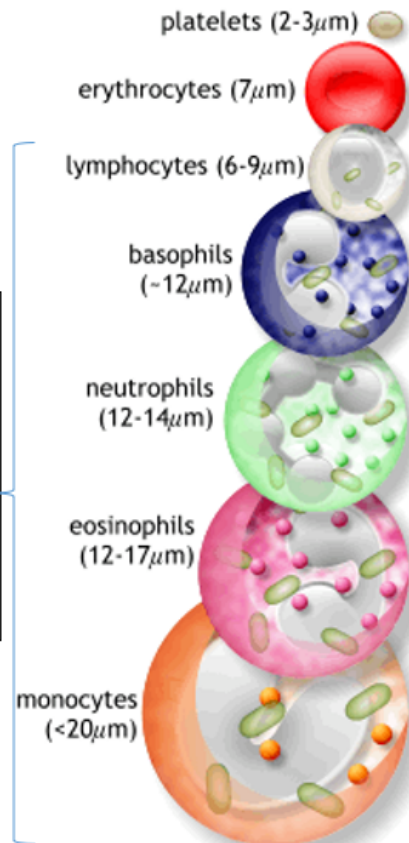 platelets (2-3μm)
erythrocytes (7μm)
lymphocytes (6-9μm)
basophils
(~12μm)
neutrophils
(12-14μm)
eosinophils
(12-17μm)
monocytes
(<20μm)